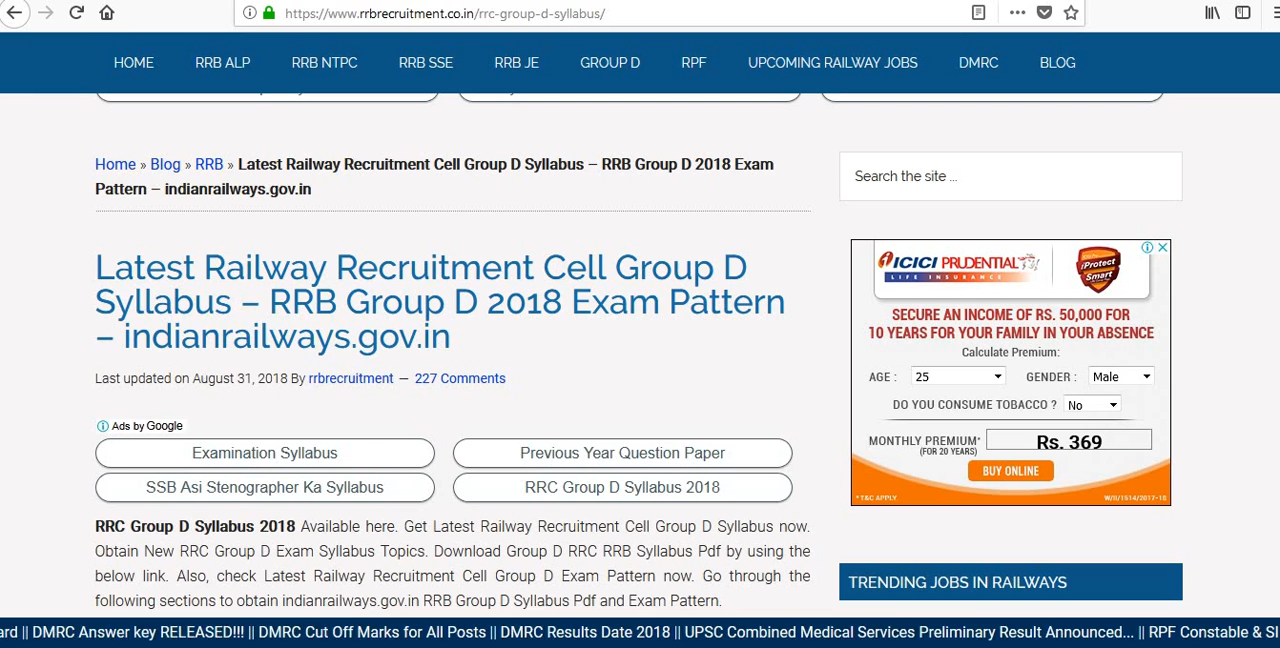 https://www.rrbrecruitment.co.in/rrc-group-d-syllabus/
HOME RRB ALP RRB NTPC RRB SSE RRB JE GROUP D RPF UPCOMING RAILWAY JOBS DMRC BLOG
Home » Blog » RRB » Latest Railway Recruitment Cell Group D Syllabus – RRB Group D 2018 Exam
Pattern – indianrailways.gov.in
Search the site ...
Latest Railway Recruitment Cell Group D
Syllabus – RRB Group D 2018 Exam Pattern
– indianrailways.gov.in
Last updated on August 31, 2018 By rrbrecruitment — 227 Comments
Ads by Google
Examination Syllabus
Previous Year Question Paper
SSB Asi Stenographer Ka Syllabus
RRC Group D Syllabus 2018
RRC Group D Syllabus 2018 Available here. Get Latest Railway Recruitment Cell Group D Syllabus now.
Obtain New RRC Group D Exam Syllabus Topics. Download Group D RRC RRB Syllabus Pdf by using the
below link. Also, check Latest Railway Recruitment Cell Group D Exam Pattern now. Go through the
following sections to obtain indianrailways.gov.in RRB Group D Syllabus Pdf and Exam Pattern.
ICICI PRUDENTIAL
LIFE INSURANCE
iProtect
Smart
SECURE AN INCOME OF RS. 50,000 FOR
10 YEARS FOR YOUR FAMILY IN YOUR ABSENCE
Calculate Premium:
AGE : 25 GENDER : Male
DO YOU CONSUME TOBACCO ? No
MONTHLY PREMIUM* Rs. 369
(FOR 20 YEARS)
BUY ONLINE
*T&C APPLY W/II/1514/2017-18
TRENDING JOBS IN RAILWAYS
ard || DMRC Answer key RELEASED!!! || DMRC Cut Off Marks for All Posts || DMRC Results Date 2018 || UPSC Combined Medical Services Preliminary Result Announced... || RPF Constable & SI